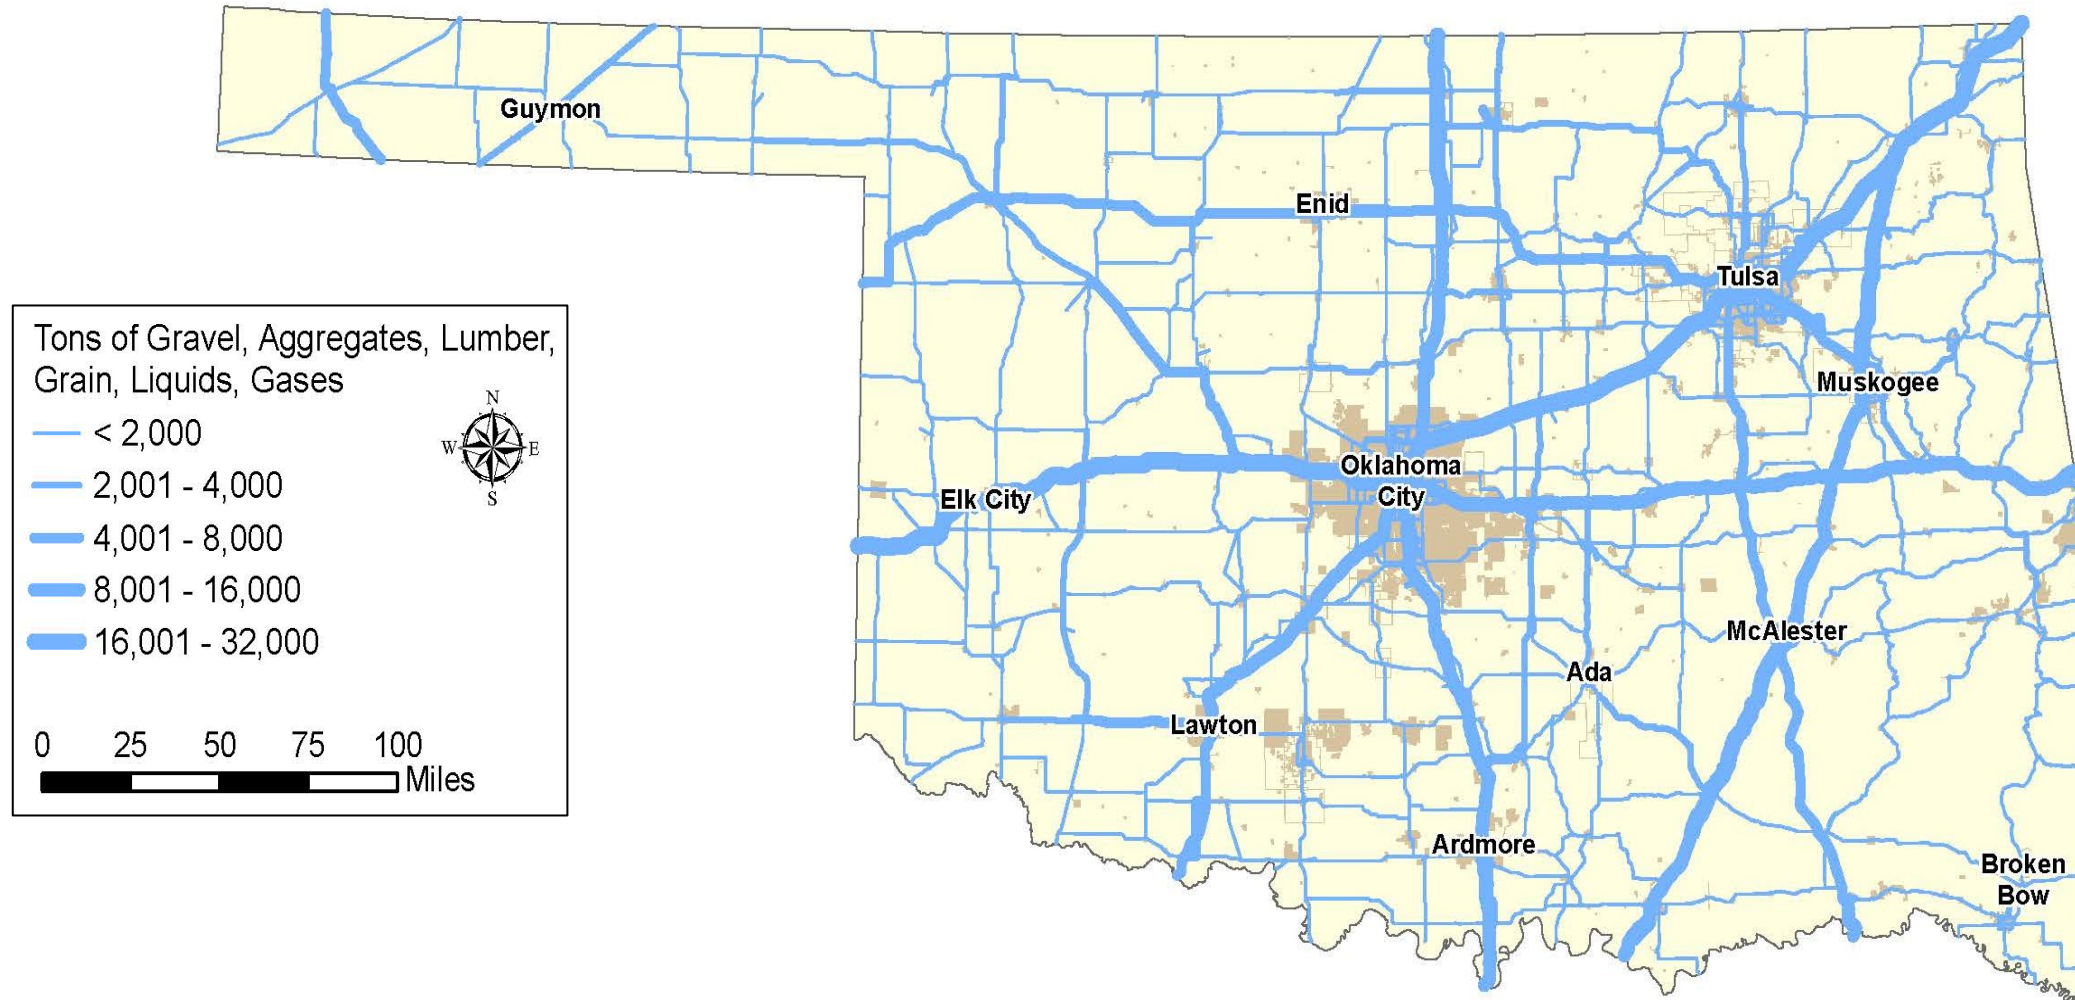 Guymon
Enid
Tulsa
Muskogee
Oklahoma
City
Elk City
McAlester
Ada
Lawton
Ardmore
Broken
Bow
Tons of Gravel, Aggregates, Lumber,
Grain, Liquids, Gases
< 2,000
2,001 - 4,000
4,001 - 8,000
8,001 - 16,000
16,001 - 32,000
N
W E
S
0 25 50 75 100
Miles